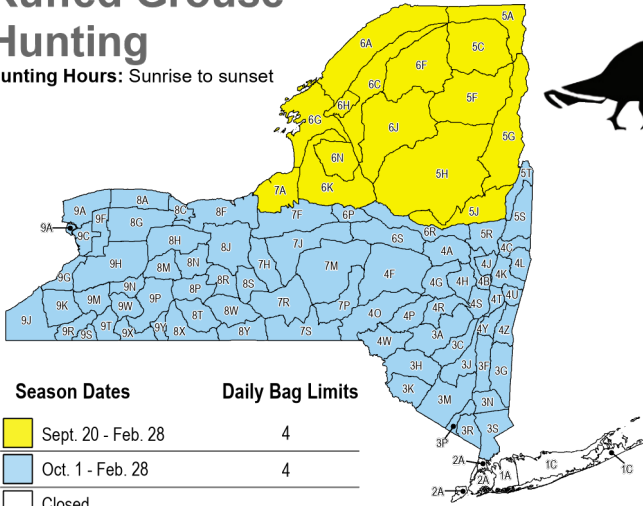 Ruffed Grouse
Hunting
Hunting Hours: Sunrise to sunset
5A
6A
5C
6F
6C
5F
6H
6G
6J
5G
6N
5H
5T
7A
6K
5J
9A
8A
8C
8F
7F
6P
5S
9A
9F
8G
6R
5R
9C
8H
8J
7J
6S
4A
4C
9H
8M
8N
7H
7M
4F
4J
4L
9G
8R
8S
4G
4H
4B
4K
9N
8P
9K
9M
9W
9P
7R
7P
4R
4S
4T
4U
9J
8T
8W
4O
4P
9R
9S
9T
9X
9Y
8X
8Y
7S
3A
4Y
4Z
4W
3C
3H
3J
3F
3G
3K
3M
3N
3R
3S
3P
2A
2A
1A
1C
1C
2A
Season Dates Daily Bag Limits
Sept. 20 - Feb. 28 4
Oct. 1 - Feb. 28 4
Closed